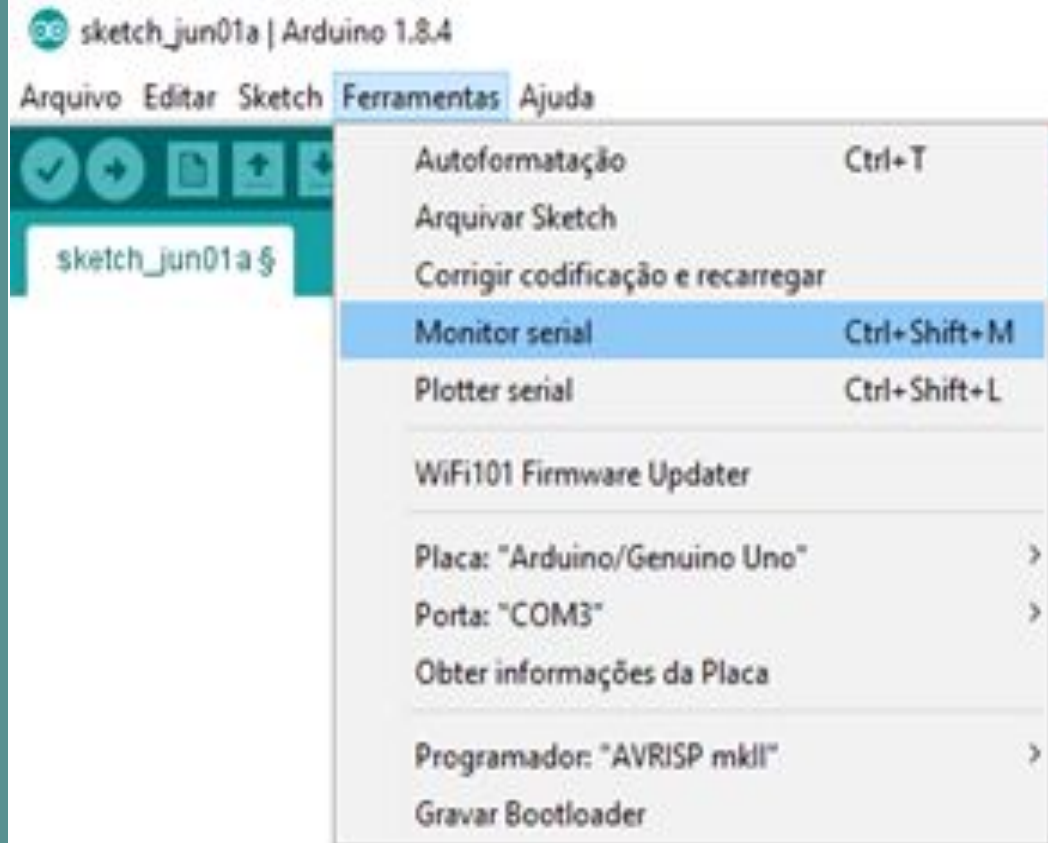 sketch_jun01a | Arduino 1.8.4
Arquivo Editar Sketch Ferramentas Ajuda
sketch_jun01a §
Autoformatação Ctrl+T
Arquivar Sketch
Corrigir codificação e recarregar
Monitor serial Ctrl+Shift+M
Plotter serial Ctrl+Shift+L
WiFi101 Firmware Updater
Placa: "Arduino/Genuino Uno"
Porta: "COM3"
Obter informações da Placa
Programador: "AVRISP mkII"
Gravar Bootloader